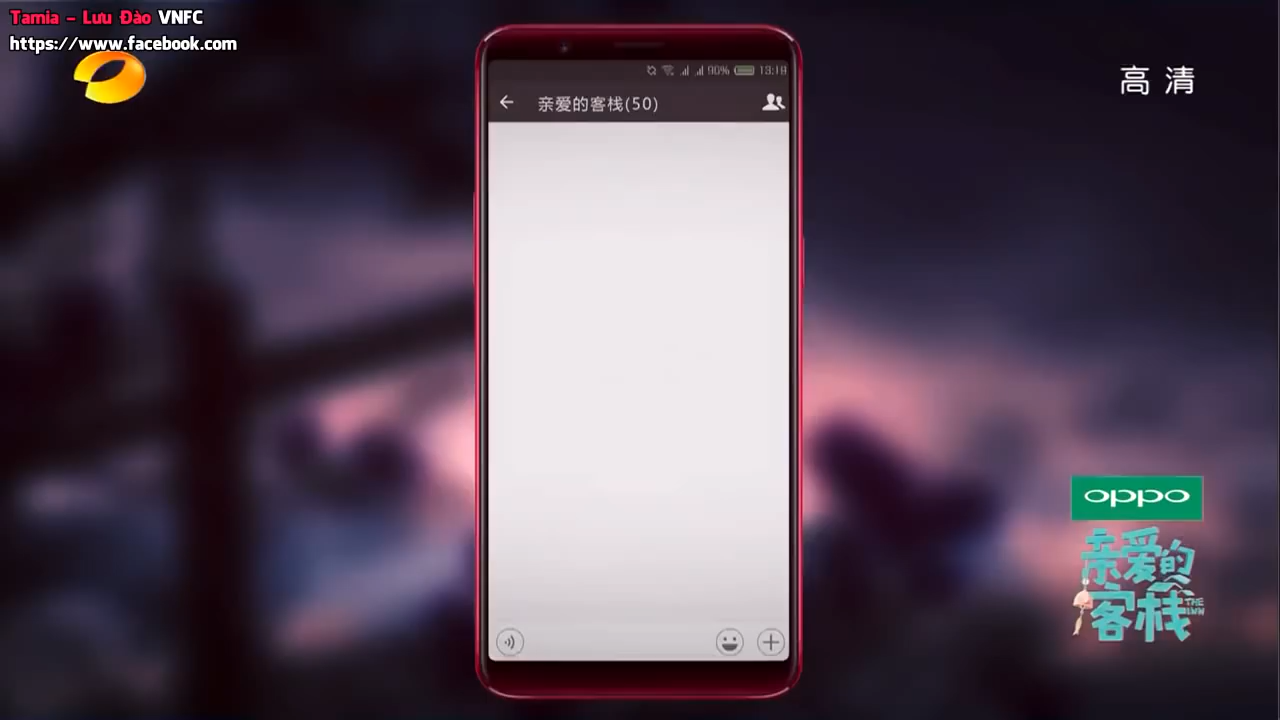 Tamia - Lưu Đào VNFC
https://www.facebook.com
高清
90% 13:18
亲爱的客栈(50)
OPPO
亲爱的
客栈
THE INN